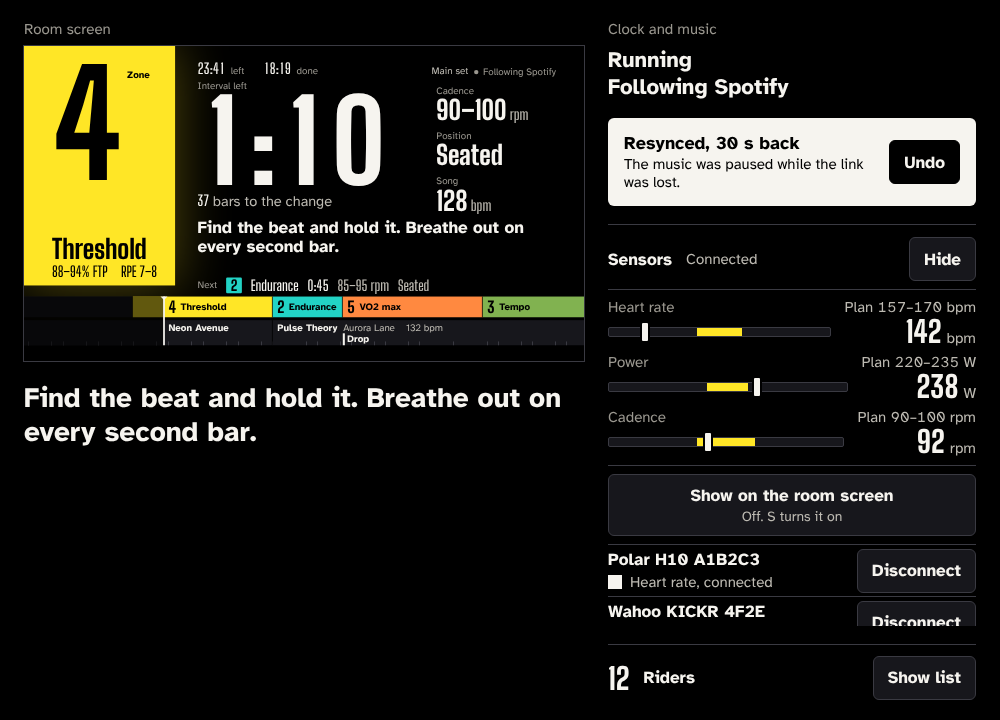 Room screen
4 Zone
Threshold
88–94% FTP RPE 7–8
23:41 left 18:19 done
Interval left
1:10
37 bars to the change
Main set • Following Spotify
Cadence
90–100 rpm
Position
Seated
Song
128 bpm
Find the beat and hold it. Breathe out on
every second bar.
Next 2 Endurance 0:45 85–95 rpm Seated
4 Threshold 2 Endurance 5 VO2 max 3 Tempo
Neon Avenue Pulse Theory Aurora Lane 132 bpm
Drop
Find the beat and hold it. Breathe out on
every second bar.
Clock and music
Running
Following Spotify
Resynced, 30 s back
The music was paused while the link
was lost.
Undo
Sensors Connected Hide
Heart rate Plan 157–170 bpm
142 bpm
Power Plan 220–235 W
238 W
Cadence Plan 90–100 rpm
92 rpm
Show on the room screen
Off. S turns it on
Polar H10 A1B2C3
Heart rate, connected
Disconnect
Wahoo KICKR 4F2E
Disconnect
12 Riders Show list